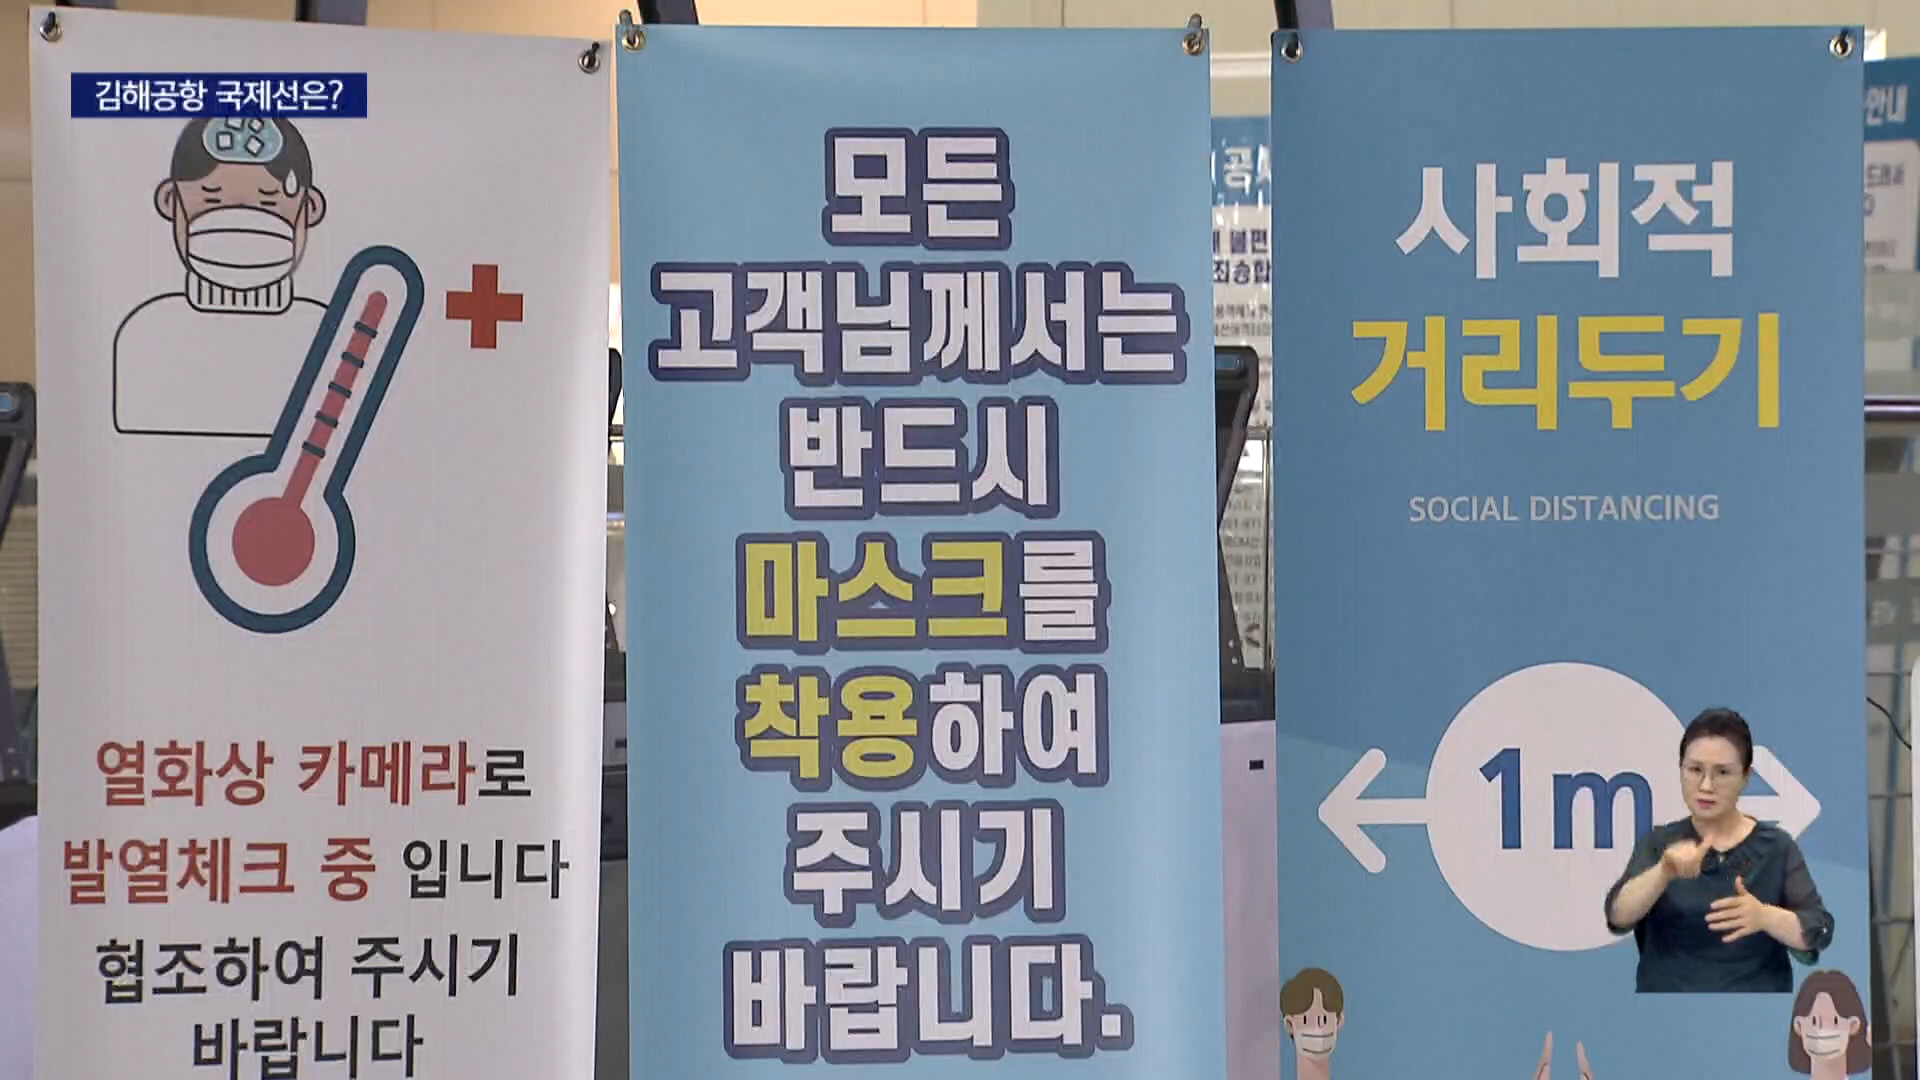 김해공항 국제선은?
열화상 카메라로
발열체크 중 입니다
협조하여 주시기
바랍니다
모든
고객님께서는
반드시
마스크를
착용하여
주시기
바랍니다.
사회적
거리두기
SOCIAL DISTANCING
1m
안내